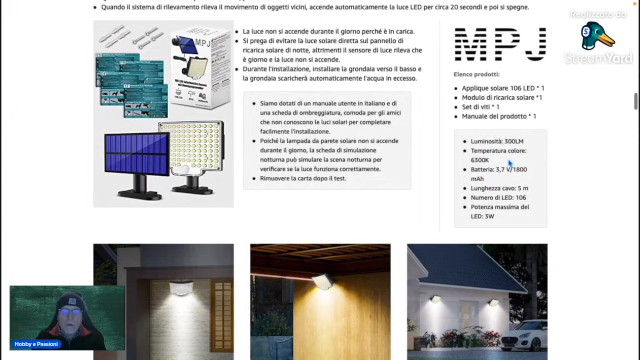 Quando il sistema di rilevamento rileva il movimento di oggetti vicini, accende automaticamente la luce LED per circa 20 secondi e poi si spegne.
Realizzato da
StreamYard
MPJ
La luce non si accende durante il giorno perché è in carica.
Si prega di evitare la luce solare diretta sul pannello di
ricarica solare di notte, altrimenti il sensore di luce rileva che
è giorno e la luce non si accende.
Durante l'installazione, installare la grondaia verso il basso e
la grondaia scaricherà automaticamente l'acqua in eccesso.
Siamo dotati di un manuale utente in italiano e di
una scheda di ombreggiatura, comoda per gli amici
che non conoscono le luci solari per completare
facilmente l'installazione.
Poiché la lampada da parete solare non si accende
durante il giorno, la scheda di simulazione
notturna può simulare la scena notturna per
verificare se la luce funziona correttamente.
Rimuovere la carta dopo il test.
MPJ
Elenco prodotti:
Applique solare 106 LED * 1
Modulo di ricarica solare *1
Set di viti * 1
Manuale del prodotto * 1
Luminosità: 300LM
Temperatura colore:
6300K
Batteria: 3,7 V/1800
mAh
Lunghezza cavo: 5 m
Numero di LED: 106
Potenza massima del
LED: 3W
Hobby e Passioni